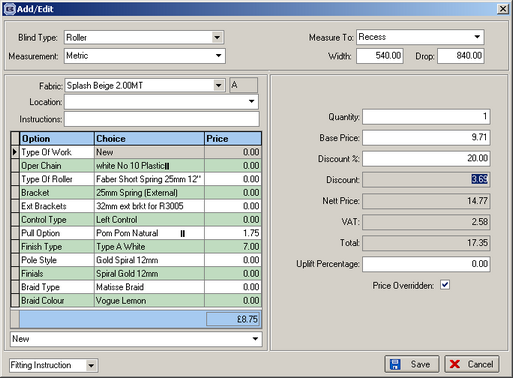 Add/Edit
Blind Type: Roller
Measure To: Recess
Measurement: Metric
Width: 540.00 Drop: 840.00
Fabric: Splash Beige 2.00MT A
Location:
Instructions:
Option Choice Price
Type Of Work New 0.00
Oper Chain white No 10 Plastic 0.00
Type Of Roller Faber Short Spring 25mm 12'' 0.00
Bracket 25mm Spring (External) 0.00
Ext Brackets 32mm ext brkt for R3005 0.00
Control Type Left Control 0.00
Pull Option Pom Pom Natural 1.75
Finish Type Type A White 7.00
Pole Style Gold Spiral 12mm 0.00
Finials Spiral Gold 12mm 0.00
Braid Type Matisse Braid 0.00
Braid Colour Vogue Lemon 0.00
£8.75
New
Quantity: 1
Base Price: 9.71
Discount %: 20.00
Discount: 3.69
Nett Price: 14.77
VAT: 2.58
Total: 17.35
Uplift Percentage: 0.00
Price Overridden:
Fitting Instruction
Save
Cancel